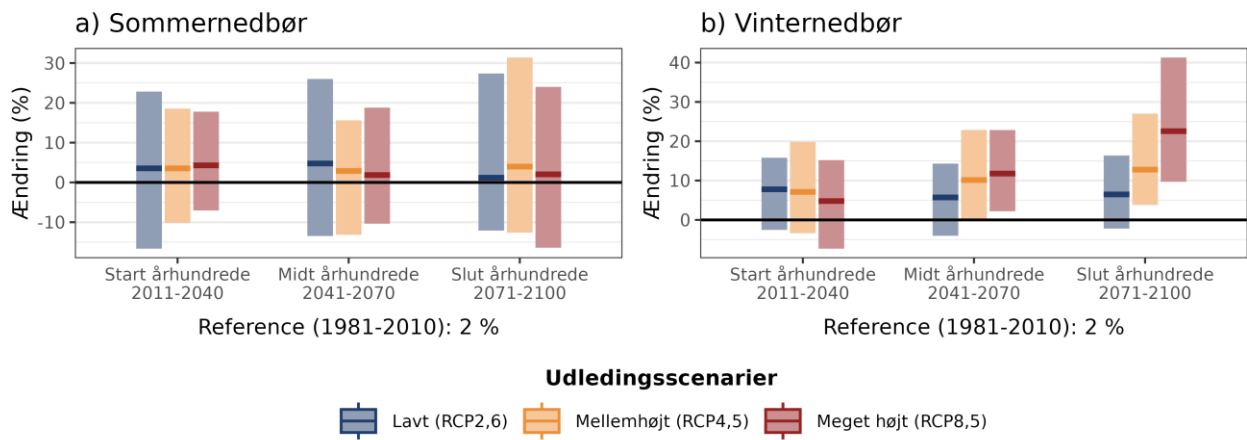 a) Sommernedbør
Ændring (%)
30
20
10
0
-10
Start århundrede
2011-2040
Midt århundrede
2041-2070
Slut århundrede
2071-2100
Reference (1981-2010): 2 %
b) Vinternedbør
Ændring (%)
40
30
20
10
0
Start århundrede
2011-2040
Midt århundrede
2041-2070
Slut århundrede
2071-2100
Reference (1981-2010): 2 %
Udledingsscenarier
Lavt (RCP2,6)
Mellemhøjt (RCP4,5)
Meget højt (RCP8,5)